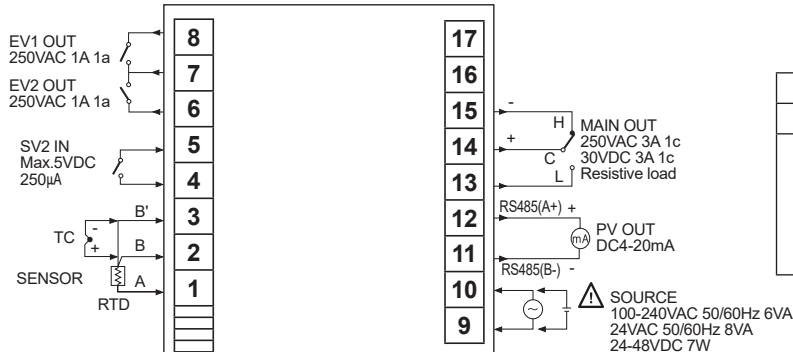 EV1 OUT
250VAC 1A 1a
EV2 OUT
250VAC 1A 1a
SV2 IN
Max.5VDC
250µA
TC
-
+
B'
B
A
SENSOR
RTD
8
7
6
5
4
3
2
1
17
16
15
14
13
12
11
10
9
-
H
+
C
L
MAIN OUT
250VAC 3A 1c
30VDC 3A 1c
Resistive load
RS485(A+) +
mA
PV OUT
DC4-20mA
RS485(B-) -
SOURCE
100-240VAC 50/60Hz 6VA
24VAC 50/60Hz 8VA
24-48VDC 7W